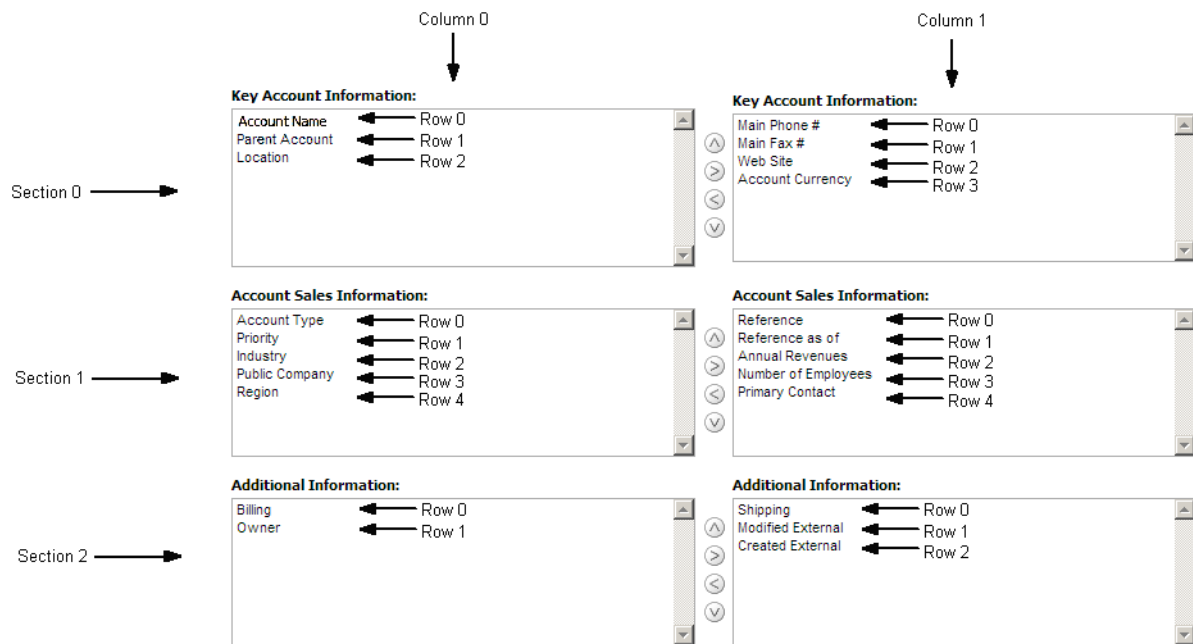 Column 0
Column 1
Key Account Information:
Account Name Row 0
Parent Account Row 1
Location Row 2
Key Account Information:
Main Phone # Row 0
Main Fax # Row 1
Web Site Row 2
Account Currency Row 3
Section 0
Account Sales Information:
Account Type Row 0
Priority Row 1
Industry Row 2
Public Company Row 3
Region Row 4
Account Sales Information:
Reference Row 0
Reference as of Row 1
Annual Revenues Row 2
Number of Employees Row 3
Primary Contact Row 4
Section 1
Additional Information:
Billing Row 0
Owner Row 1
Additional Information:
Shipping Row 0
Modified External Row 1
Created External Row 2
Section 2